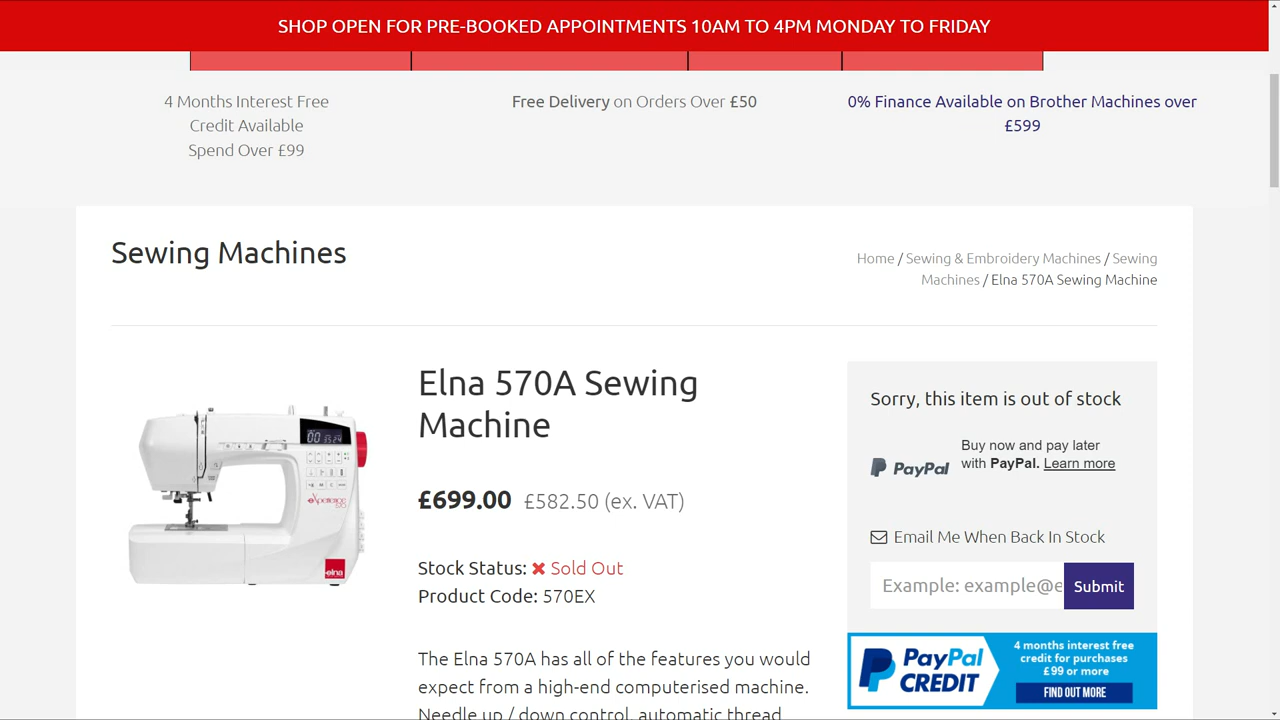 SHOP OPEN FOR PRE-BOOKED APPOINTMENTS 10AM TO 4PM MONDAY TO FRIDAY
4 Months Interest Free
Credit Available
Spend Over £99
Free Delivery on Orders Over £50
0% Finance Available on Brother Machines over
£599
Sewing Machines
Home / Sewing & Embroidery Machines / Sewing
Machines / Elna 570A Sewing Machine
Elna 570A Sewing
Machine
£699.00 £582.50 (ex. VAT)
Stock Status: Sold Out
Product Code: 570EX
The Elna 570A has all of the features you would
expect from a high-end computerised machine.
Needle up / down control, automatic thread
elna
Sorry, this item is out of stock
PayPal
Buy now and pay later
with PayPal. Learn more
Email Me When Back In Stock
Example: example@e
Submit
PayPal
CREDIT
4 months interest free
credit for purchases
£99 or more
FIND OUT MORE